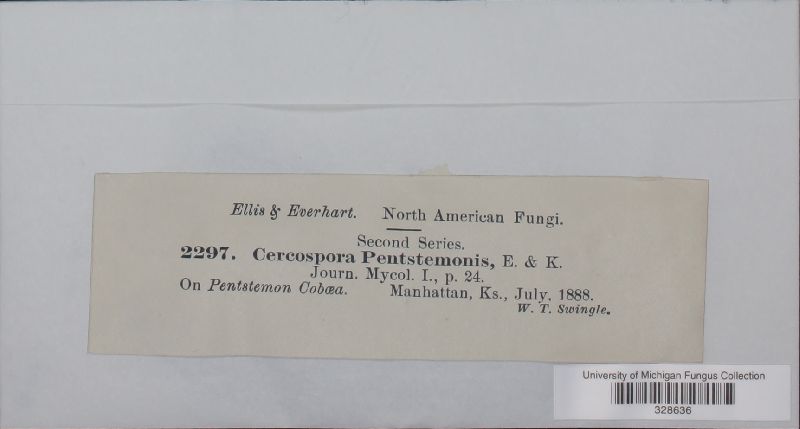 Ellis & Everhart. North American Fungi.
Second Series.
2297. Cercospora Pentstemonis, E. & K.
Journ. Mycol. I., p. 24.
On Pentstemon Cobæa. Manhattan, Ks., July, 1888.
W. T. Swingle.
University of Michigan Fungus Collection
328636